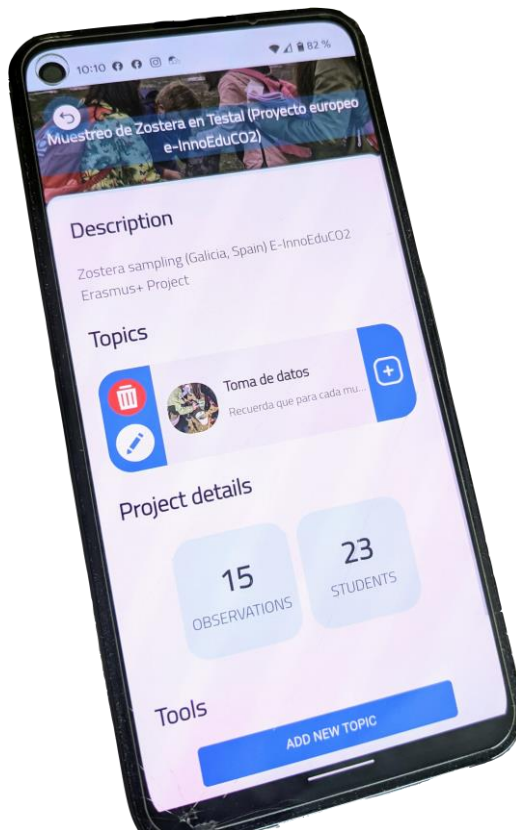 10:10
82 %
Muestreo de Zostera en Testal (Proyecto europeo
e-InnoEduCO2)
Description
Zostera sampling (Galicia, Spain) E-InnoEduCO2
Erasmus+ Project
Topics
Toma de datos
Recuerda que para cada mu...
Project details
15
OBSERVATIONS
23
STUDENTS
Tools
ADD NEW TOPIC